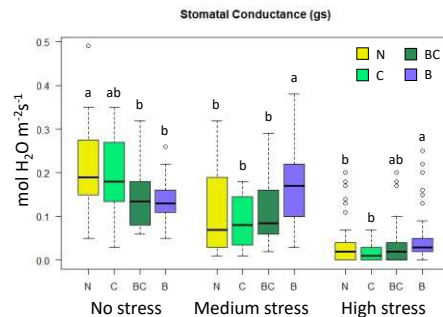 Stomatal Conductance (gs)
mol H₂O m⁻²s⁻¹
0.5
0.4
0.3
0.2
0.1
0.0
N BC
C B
a ab b b
b b b a
b b ab a
N C BC B N C BC B N C BC B
No stress Medium stress High stress